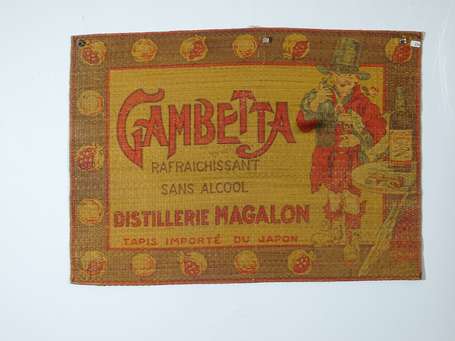 GAMBETTA
RAFRAICHISSANT
SANS ALCOOL
DISTILLERIE MAGALON
TAPIS IMPORTÉ DU JAPON